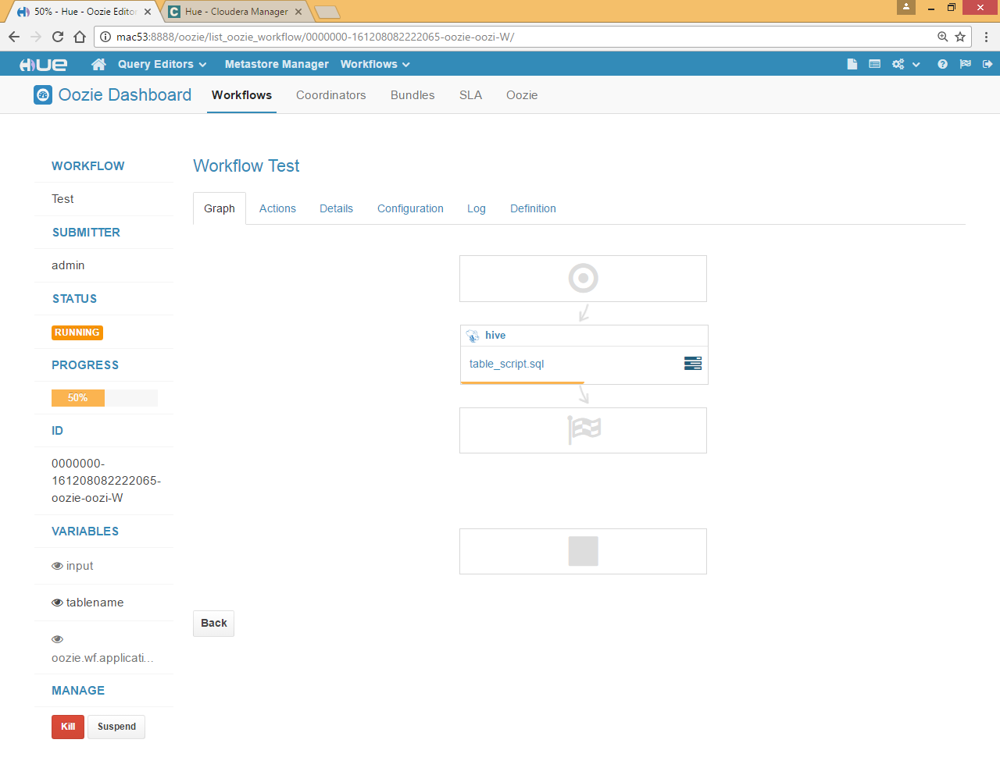 50% - Hue - Oozie Editor
Hue - Cloudera Manager
mac53:8888/oozie/list_oozie_workflow/0000000-161208082222065-oozie-oozi-W/
HUE
Query Editors
Metastore Manager
Workflows
Oozie Dashboard
Workflows
Coordinators
Bundles
SLA
Oozie
WORKFLOW
Test
SUBMITTER
admin
STATUS
RUNNING
PROGRESS
50%
ID
0000000-
161208082222065-
oozie-oozi-W
VARIABLES
input
tablename
oozie.wf.applicati...
MANAGE
Kill
Suspend
Workflow Test
Graph
Actions
Details
Configuration
Log
Definition
hive
table_script.sql
Back